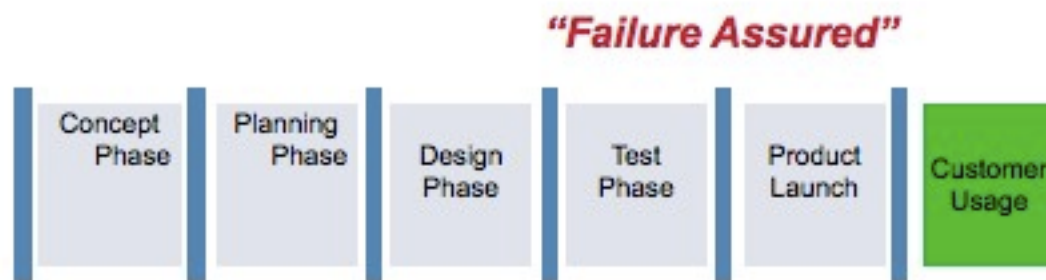 “Failure Assured”
Concept
Phase
Planning
Phase
Design
Phase
Test
Phase
Product
Launch
Customer
Usage